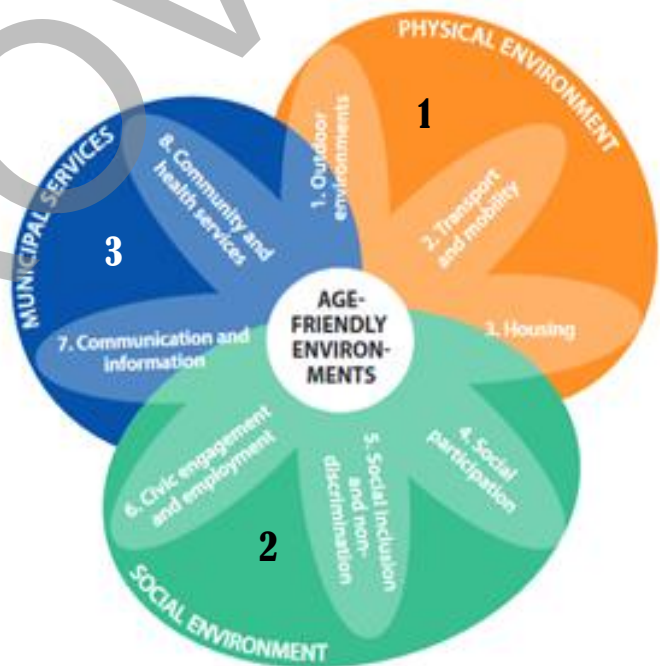 PHYSICAL ENVIRONMENT
1
1. Outdoor
environments
2. Transport
and mobility
3. Housing
MUNICIPAL SERVICES
3
8. Community and
health services
7. Communication and
information
AGE-
FRIENDLY
ENVIRON-
MENTS
4. Social
participation
5. Social inclusion
and non-
discrimination
6. Civic engagement
and employment
2
SOCIAL ENVIRONMENT